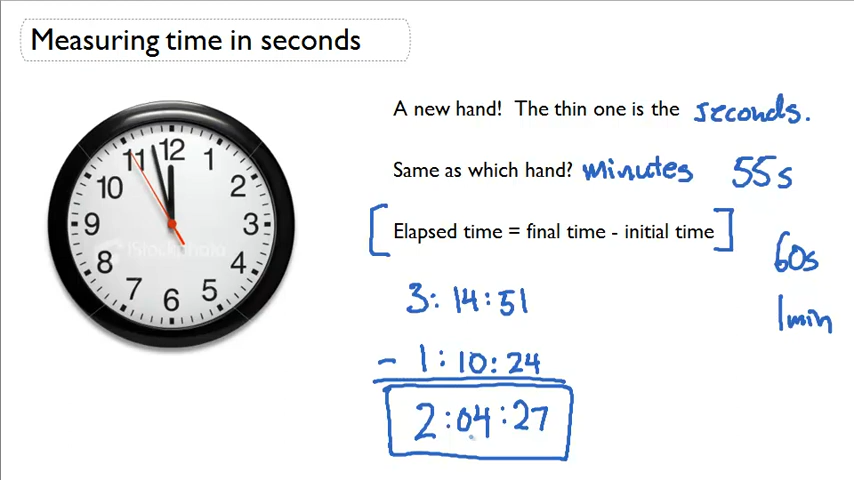 Measuring time in seconds
A new hand! The thin one is the seconds.
Same as which hand? minutes 55s
[Elapsed time = final time - initial time]
60s
1min
3:14:51
- 1:10:24
2:04:27
12
1
2
3
4
5
6
7
8
9
10
11
iStockphoto